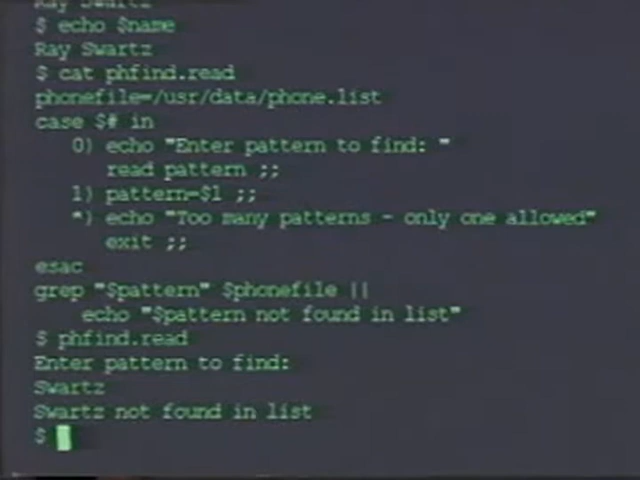 Ray Swartz
$ echo $name
Ray Swartz
$ cat phfind.read
phonefile=/usr/data/phone.list
case $# in
0) echo "Enter pattern to find: "
read pattern ;;
1) pattern=$1 ;;
*) echo "Too many patterns - only one allowed"
exit ;;
esac
grep "$pattern" $phonefile ||
echo "$pattern not found in list"
$ phfind.read
Enter pattern to find:
Swartz
Swartz not found in list
$